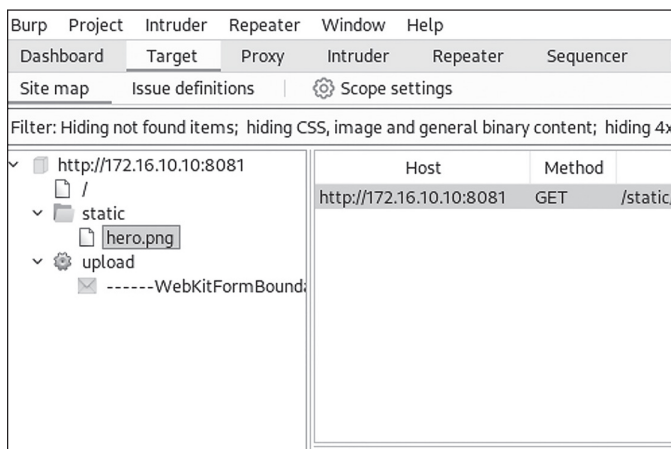 Burp Project Intruder Repeater Window Help
Dashboard Target Proxy Intruder Repeater Sequencer
Site map Issue definitions Scope settings
Filter: Hiding not found items; hiding CSS, image and general binary content; hiding 4x
http://172.16.10.10:8081
/
static
hero.png
upload
------WebKitFormBounda
Host Method
http://172.16.10.10:8081 GET /static/